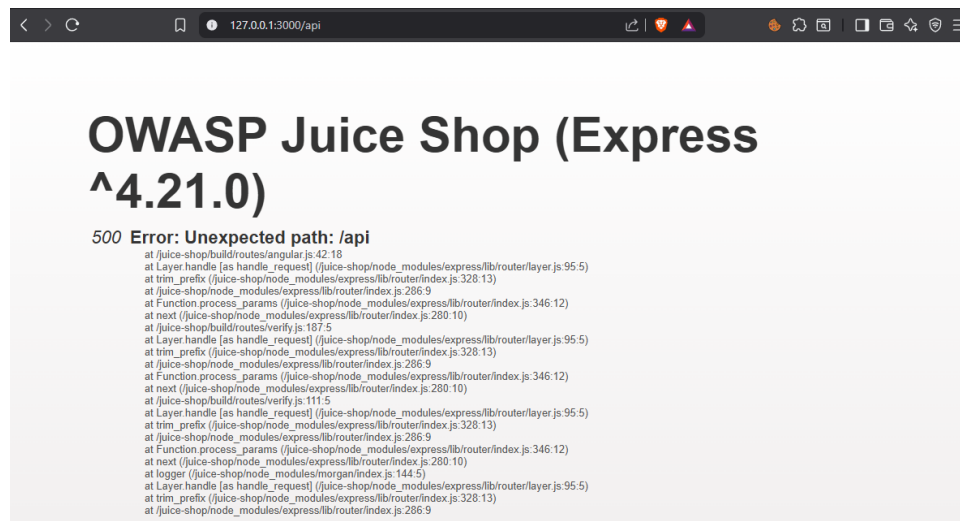 127.0.0.1:3000/api
OWASP Juice Shop (Express
^4.21.0)
500 Error: Unexpected path: /api
at /juice-shop/build/routes/angular.js:42:18
at Layer.handle [as handle_request] (/juice-shop/node_modules/express/lib/router/layer.js:95:5)
at trim_prefix (/juice-shop/node_modules/express/lib/router/index.js:328:13)
at /juice-shop/node_modules/express/lib/router/index.js:286:9
at Function.process_params (/juice-shop/node_modules/express/lib/router/index.js:346:12)
at next (/juice-shop/node_modules/express/lib/router/index.js:280:10)
at /juice-shop/build/routes/verify.js:187:5
at Layer.handle [as handle_request] (/juice-shop/node_modules/express/lib/router/layer.js:95:5)
at trim_prefix (/juice-shop/node_modules/express/lib/router/index.js:328:13)
at /juice-shop/node_modules/express/lib/router/index.js:286:9
at Function.process_params (/juice-shop/node_modules/express/lib/router/index.js:346:12)
at next (/juice-shop/node_modules/express/lib/router/index.js:280:10)
at /juice-shop/build/routes/verify.js:111:5
at Layer.handle [as handle_request] (/juice-shop/node_modules/express/lib/router/layer.js:95:5)
at trim_prefix (/juice-shop/node_modules/express/lib/router/index.js:328:13)
at /juice-shop/node_modules/express/lib/router/index.js:286:9
at Function.process_params (/juice-shop/node_modules/express/lib/router/index.js:346:12)
at next (/juice-shop/node_modules/express/lib/router/index.js:280:10)
at logger (/juice-shop/node_modules/morgan/index.js:144:5)
at Layer.handle [as handle_request] (/juice-shop/node_modules/express/lib/router/layer.js:95:5)
at trim_prefix (/juice-shop/node_modules/express/lib/router/index.js:328:13)
at /juice-shop/node_modules/express/lib/router/index.js:286:9